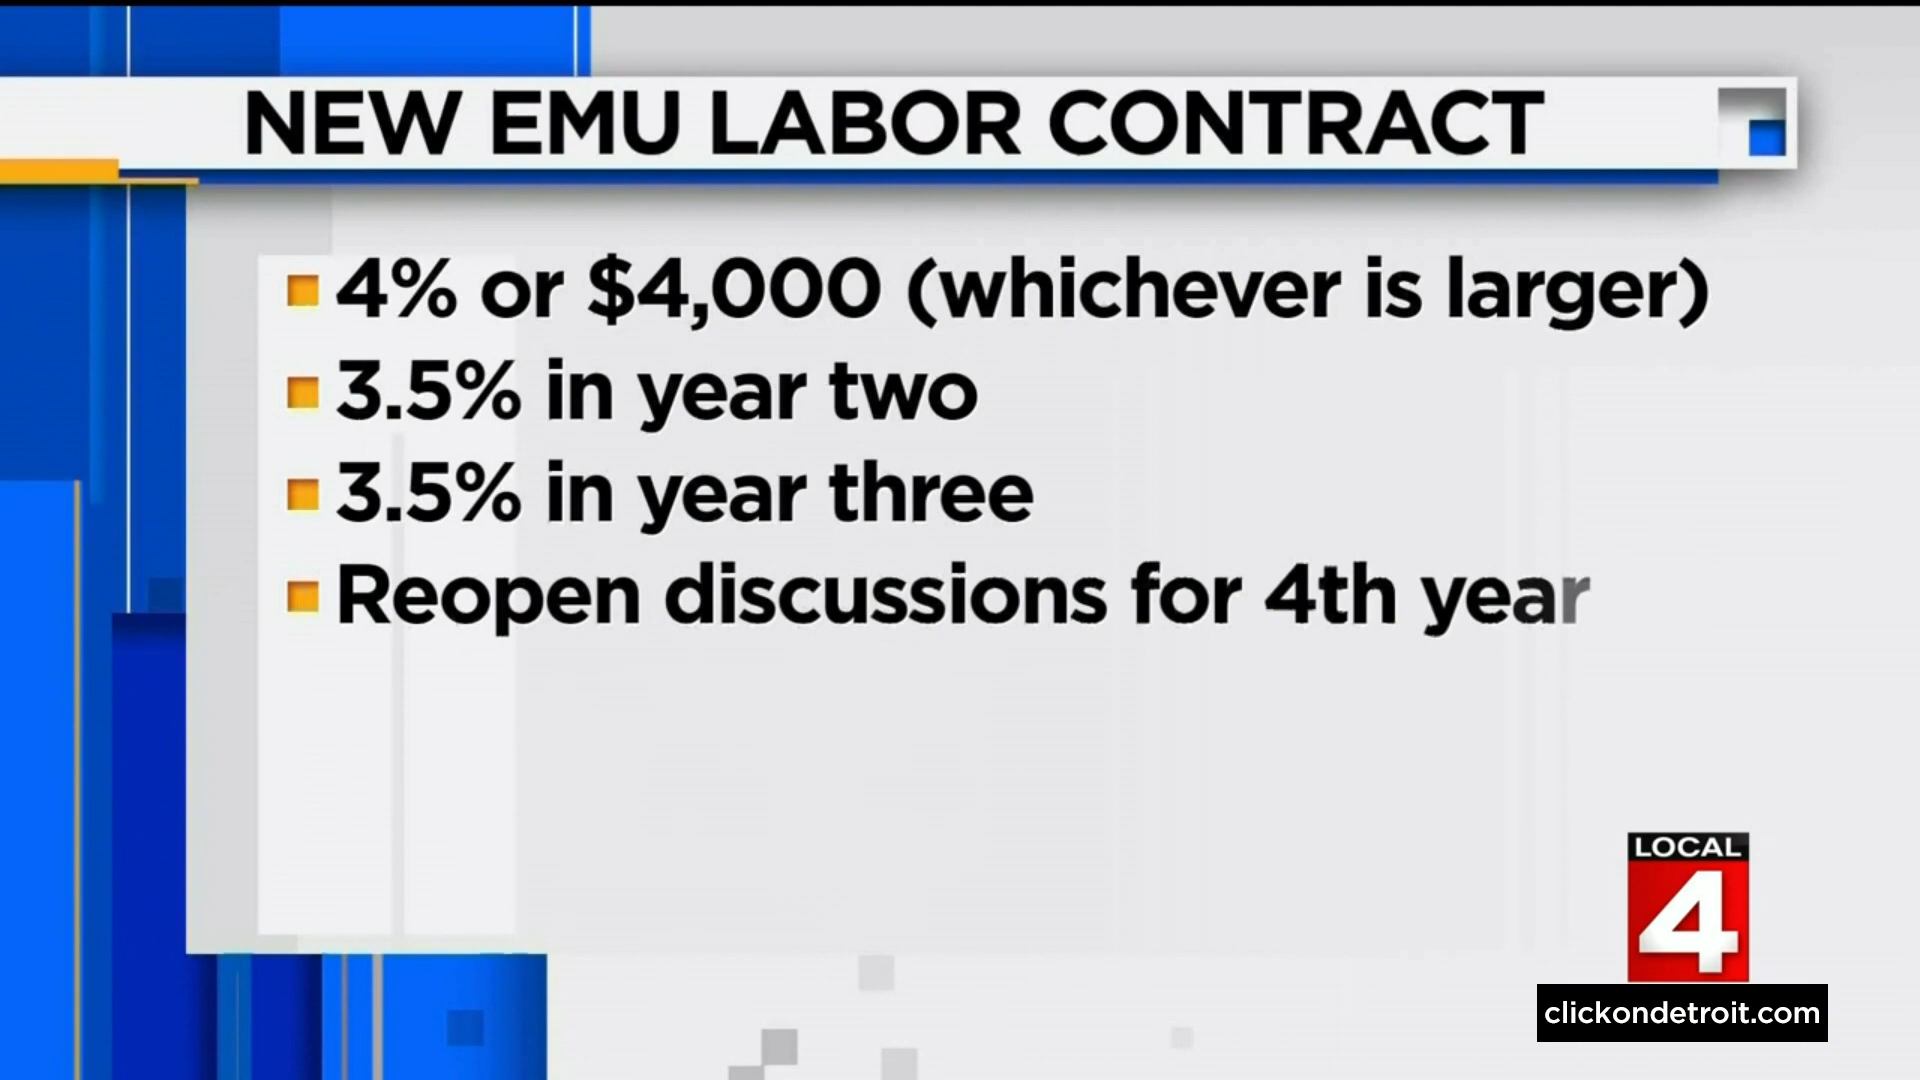 NEW EMU LABOR CONTRACT
4% or $4,000 (whichever is larger)
3.5% in year two
3.5% in year three
Reopen discussions for 4th year
LOCAL
4
clickondetroit.com